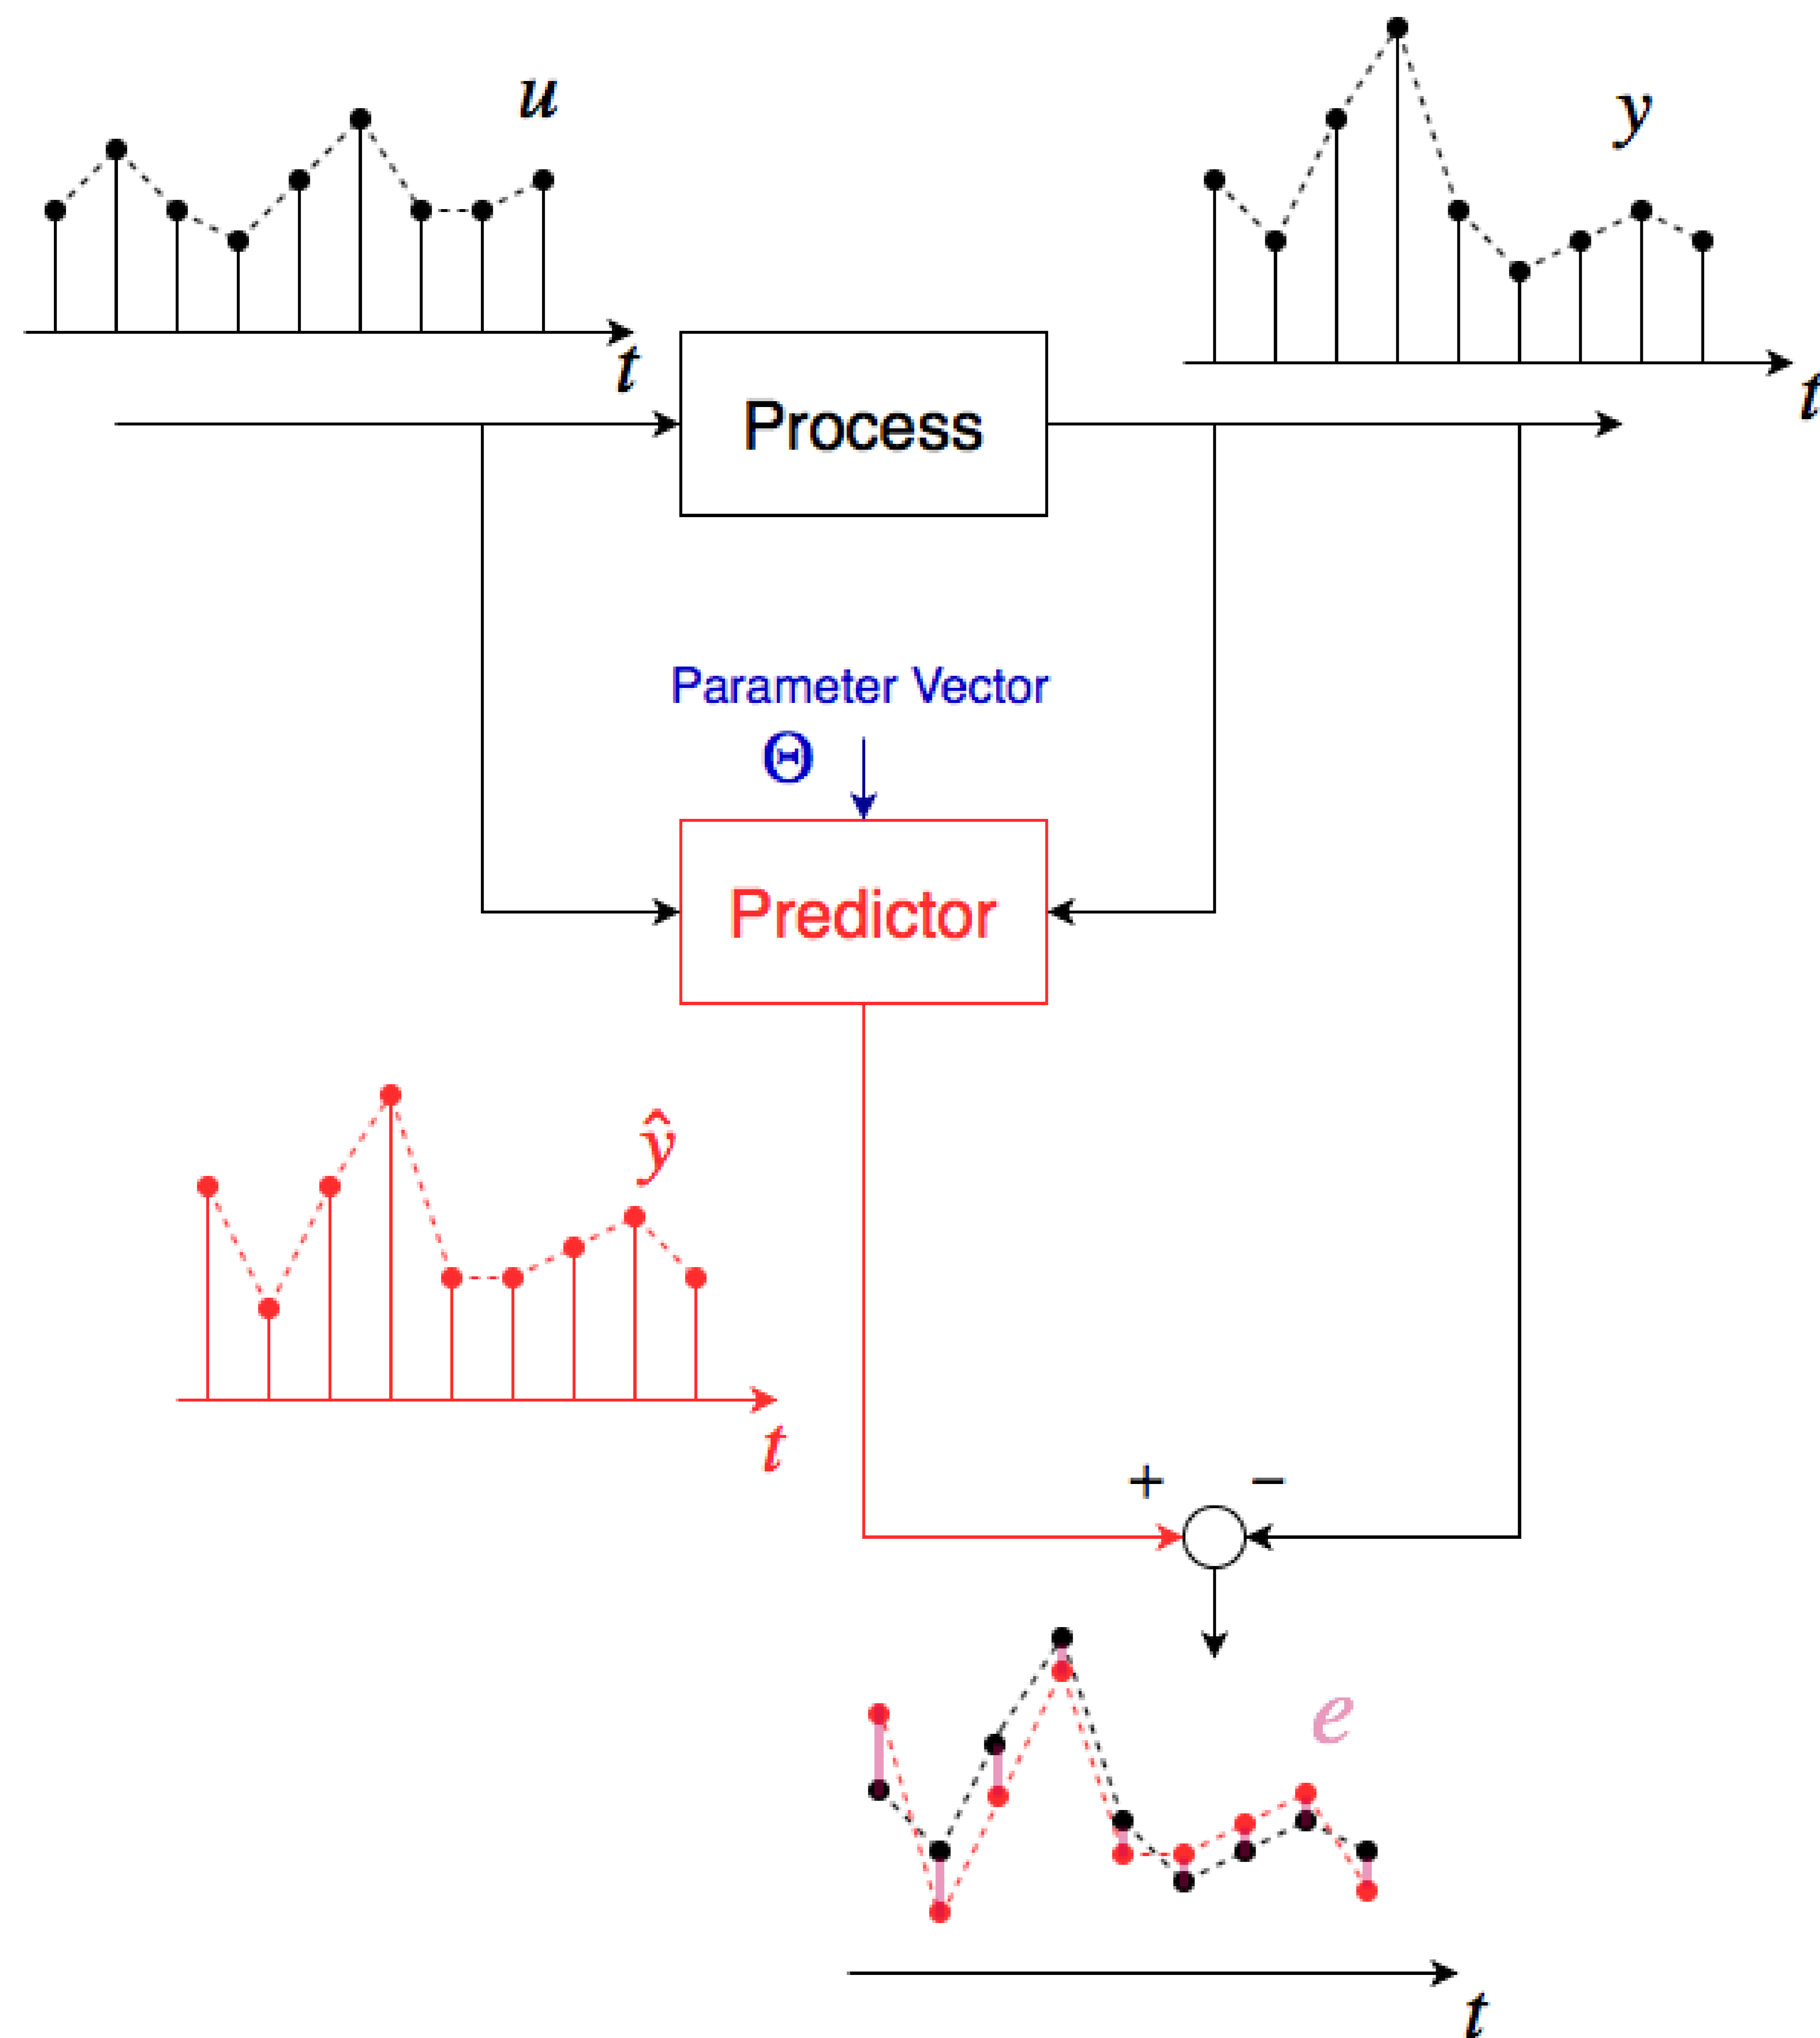 u
y
t
t
Process
Parameter Vector
Θ
Predictor
ŷ
t
+ −
e
t